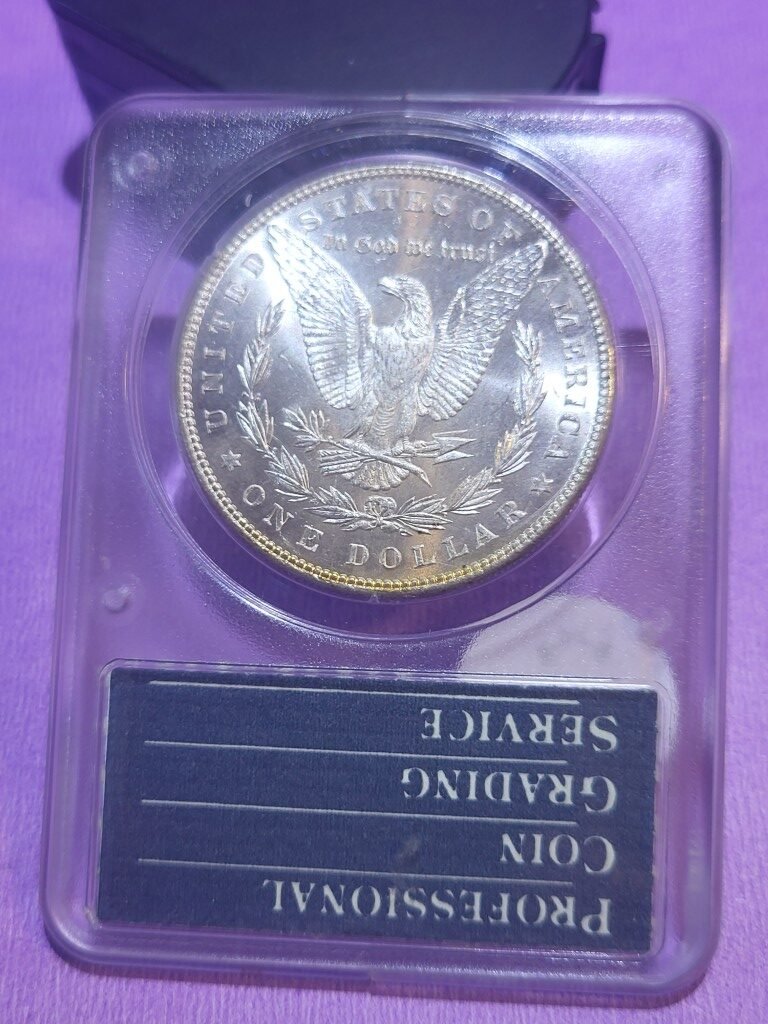 UNITED STATES OF AMERICA
In God we trust
ONE DOLLAR
PROFESSIONAL
COIN
GRADING
SERVICE